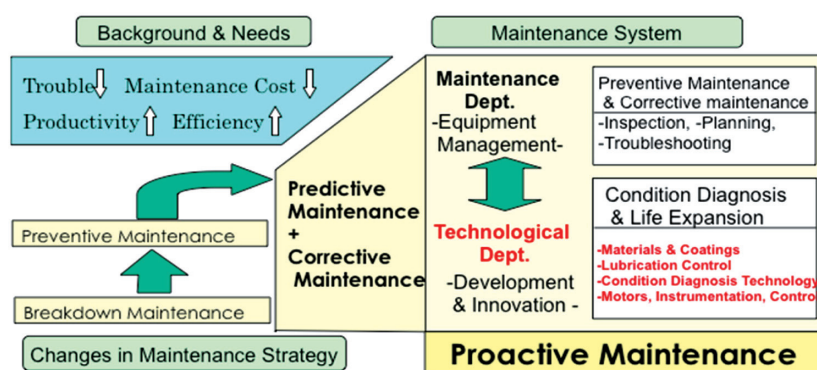 Background & Needs
Trouble Maintenance Cost
Productivity Efficiency
Preventive Maintenance
Breakdown Maintenance
Changes in Maintenance Strategy
Predictive
Maintenance
+
Corrective
Maintenance
Maintenance System
Maintenance
Dept.
-Equipment
Management-
Technological
Dept.
-Development
& Innovation -
Preventive Maintenance
& Corrective maintenance
-Inspection, -Planning,
-Troubleshooting
Condition Diagnosis
& Life Expansion
-Materials & Coatings
-Lubrication Control
-Condition Diagnosis Technology
-Motors, Instrumentation, Control
Proactive Maintenance